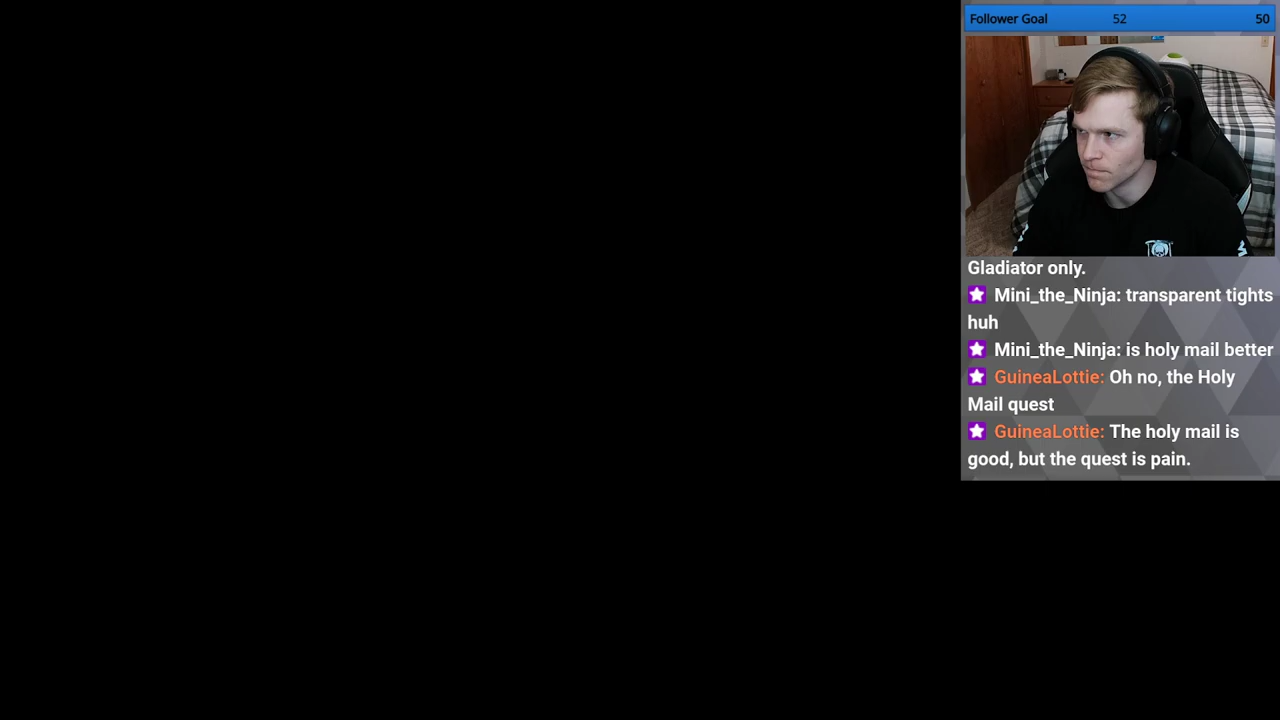 Follower Goal 52 50
Gladiator only.
Mini_the_Ninja: transparent tights
huh
Mini_the_Ninja: is holy mail better
GuineaLottie: Oh no, the Holy
Mail quest
GuineaLottie: The holy mail is
good, but the quest is pain.